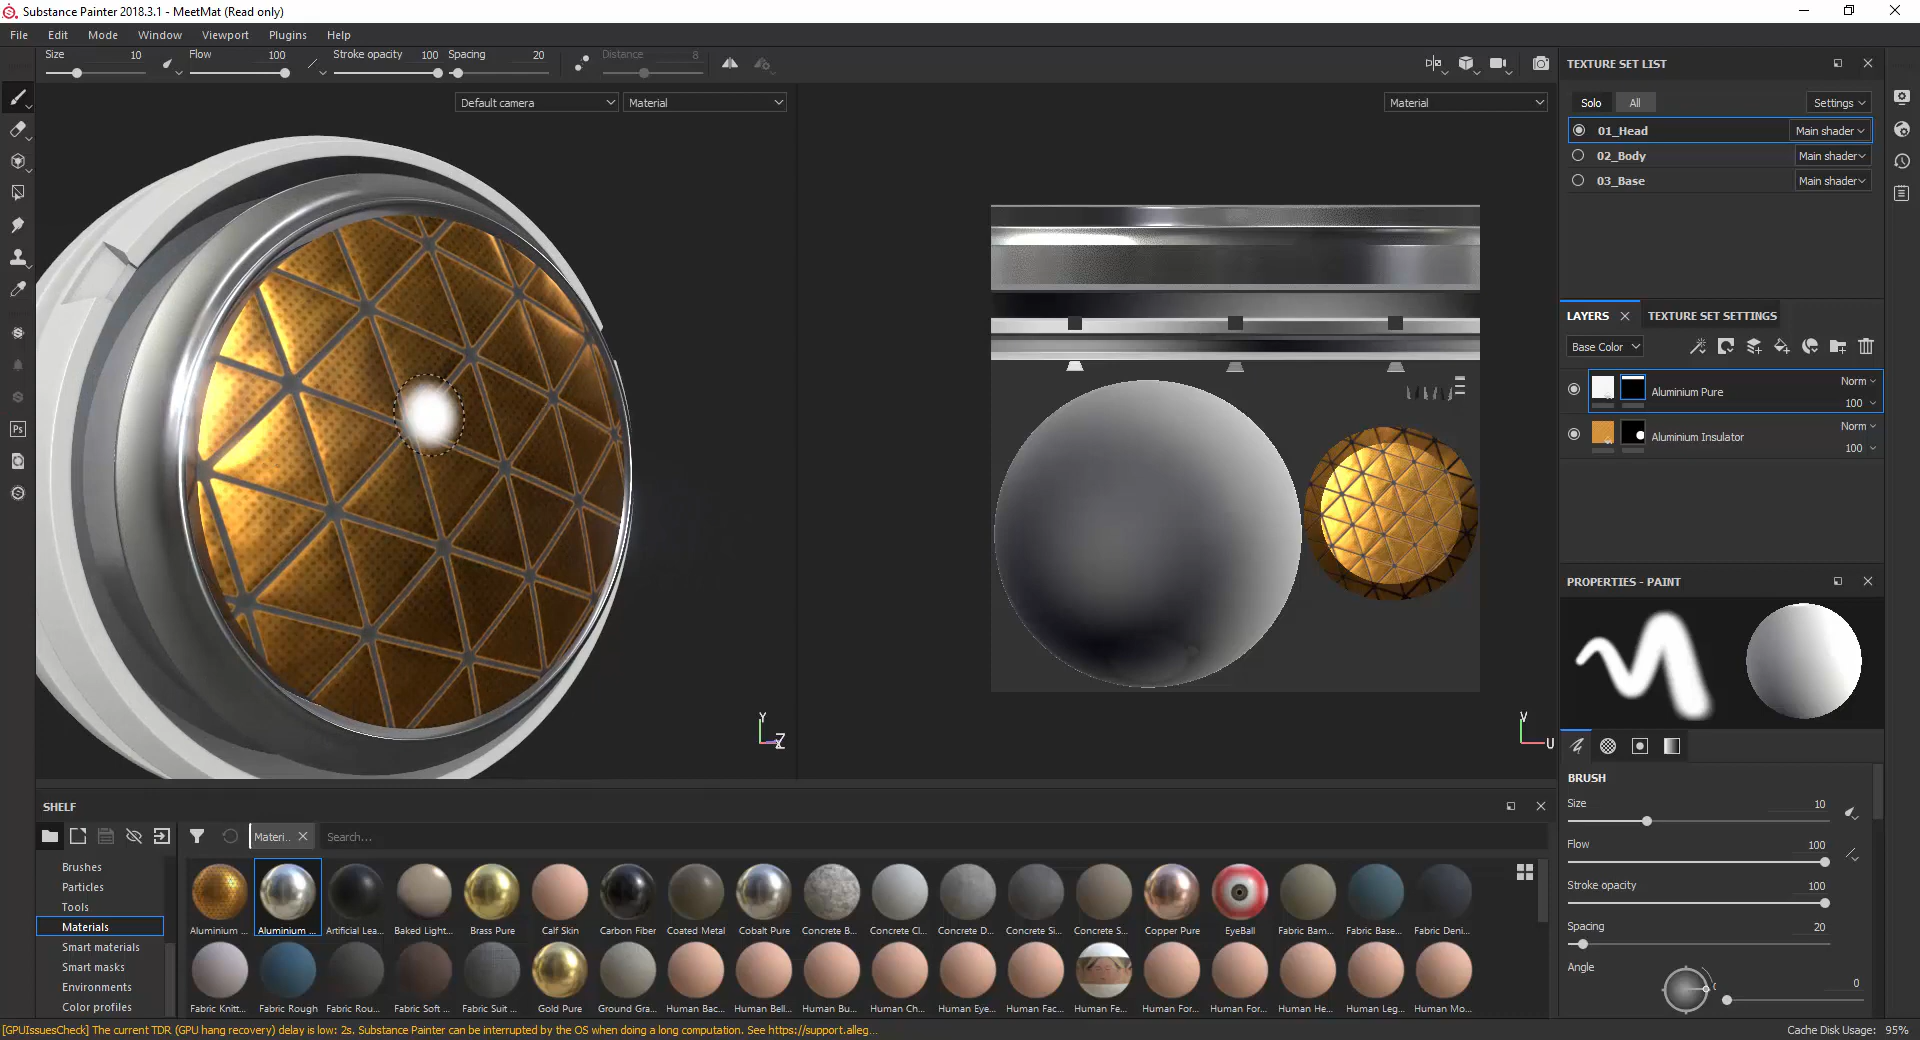 Substance Painter 2018.3.1 - MeetMat (Read only)
File Edit Mode Window Viewport Plugins Help
Size 10 Flow 100 Stroke opacity 100 Spacing 20 Distance 8
Default camera Material Material
TEXTURE SET LIST
Solo All Settings
01_Head Main shader
02_Body Main shader
03_Base Main shader
LAYERS TEXTURE SET SETTINGS
Base Color
Aluminium Pure Norm 100
Aluminium Insulator Norm 100
Ps
Y
Z
V
U
PROPERTIES - PAINT
BRUSH
Size 10
Flow 100
Stroke opacity 100
Spacing 20
Angle 0
SHELF
Materi.. Search...
Brushes
Particles
Tools
Materials
Smart materials
Smart masks
Environments
Color profiles
Aluminium ... Aluminium ... Artificial Lea... Baked Light... Brass Pure Calf Skin Carbon Fiber Coated Metal Cobalt Pure Concrete B... Concrete Cl... Concrete D... Concrete Si... Concrete S... Copper Pure EyeBall Fabric Bam... Fabric Base... Fabric Deni...
Fabric Knitt... Fabric Rough Fabric Rou... Fabric Soft ... Fabric Suit ... Gold Pure Ground Gra... Human Bac... Human Bell... Human Bu... Human Ch... Human Eye... Human Fac... Human Fe... Human For... Human For... Human He... Human Leg... Human Mo...
[GPUIssuesCheck] The current TDR (GPU hang recovery) delay is low: 2s, Substance Painter can be interrupted by the OS when doing a long computation. See https://support.alleg... Cache Disk Usage: 95%